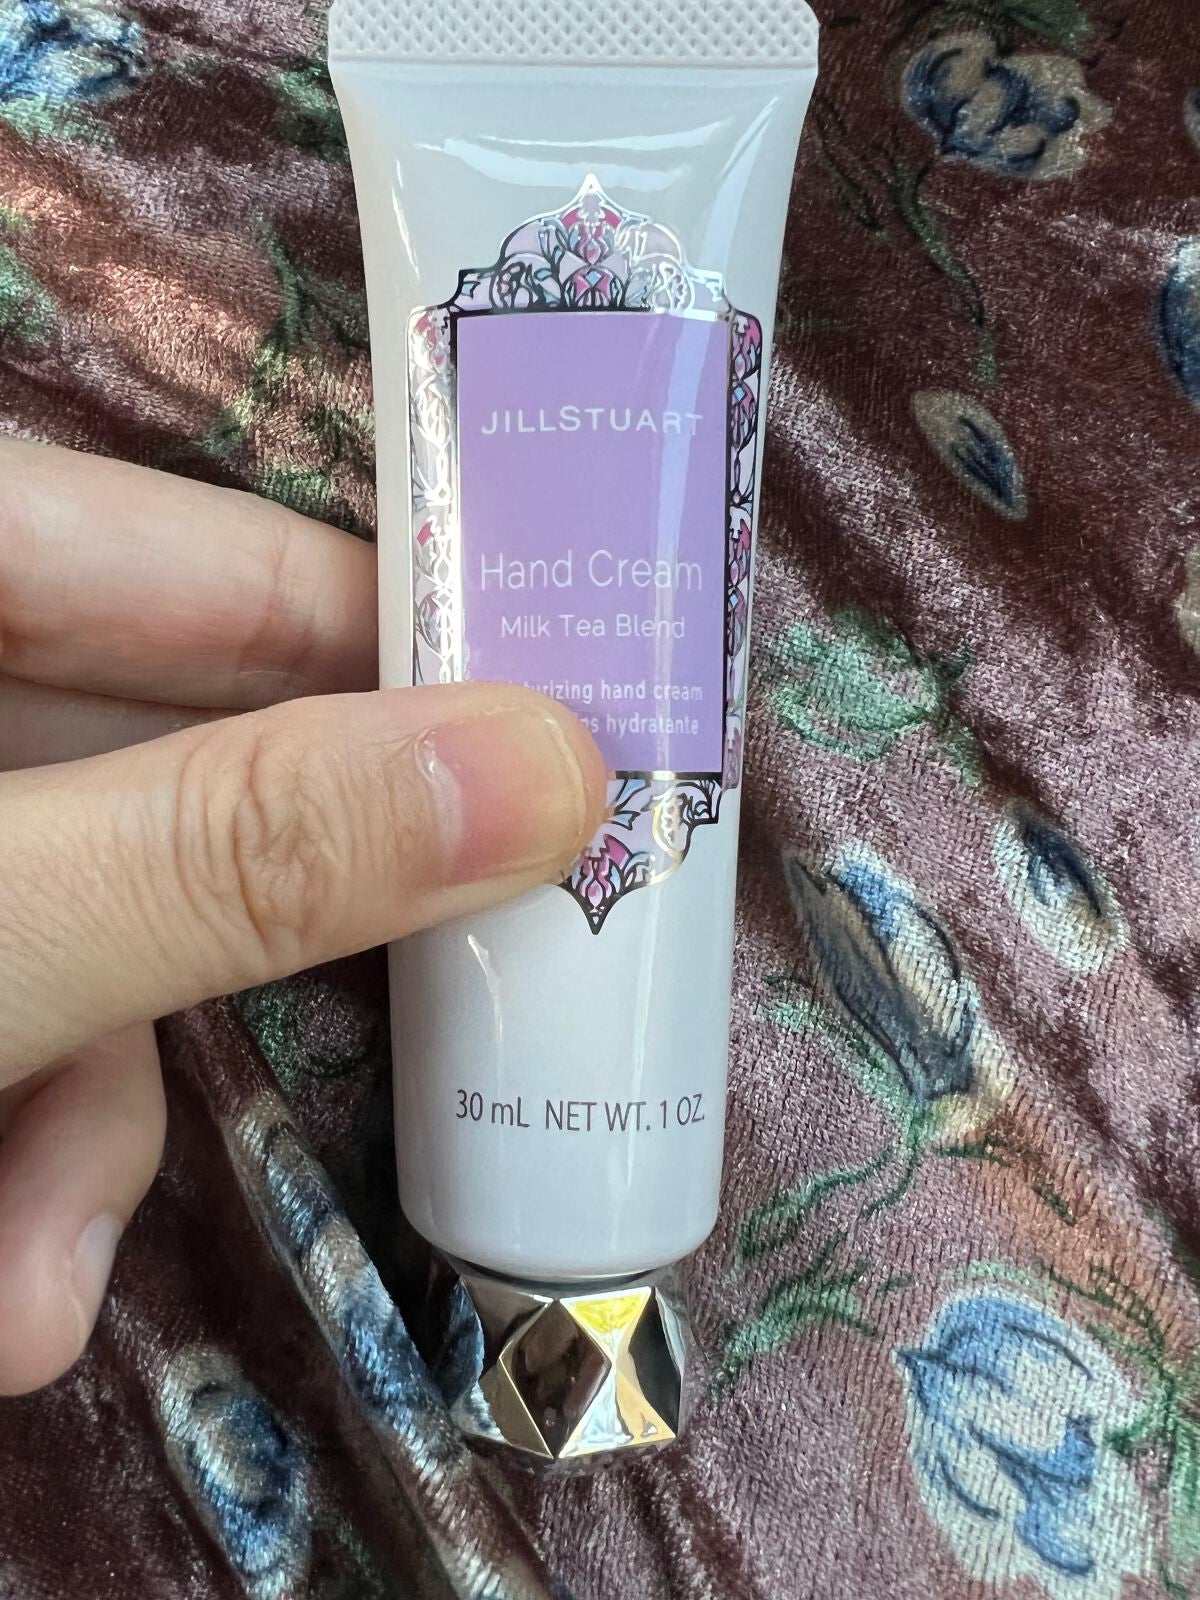 JILLSTUART
Hand Cream
Milk Tea Blend
hand cream
hydratante
30 mL NET WT. 1 OZ.